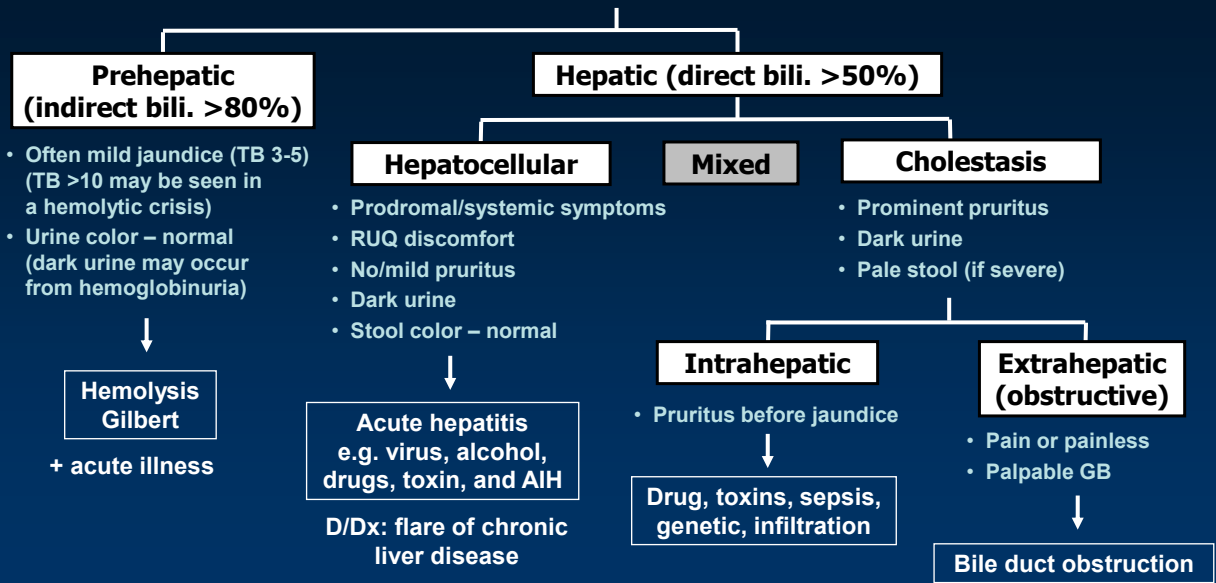 Prehepatic
(indirect bili. >80%)
• Often mild jaundice (TB 3-5)
(TB >10 may be seen in
a hemolytic crisis)
• Urine color – normal
(dark urine may occur
from hemoglobinuria)
Hemolysis
Gilbert
+ acute illness
Hepatic (direct bili. >50%)
Hepatocellular
• Prodromal/systemic symptoms
• RUQ discomfort
• No/mild pruritus
• Dark urine
• Stool color – normal
Acute hepatitis
e.g. virus, alcohol,
drugs, toxin, and AIH
D/Dx: flare of chronic
liver disease
Mixed
Cholestasis
• Prominent pruritus
• Dark urine
• Pale stool (if severe)
Intrahepatic
• Pruritus before jaundice
Drug, toxins, sepsis,
genetic, infiltration
Extrahepatic
(obstructive)
• Pain or painless
• Palpable GB
Bile duct obstruction